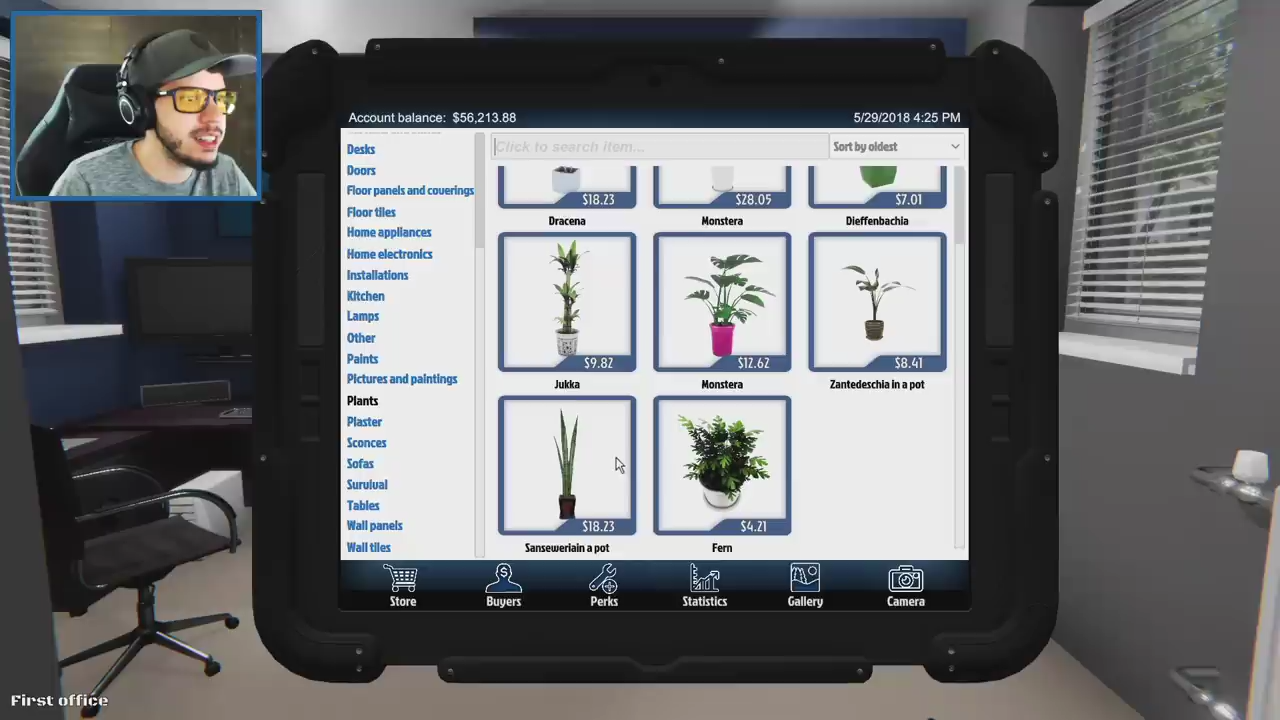 Account balance: $56,213.88
5/29/2018 4:25 PM
Desks
Doors
Floor panels and coverings
Floor tiles
Home appliances
Home electronics
Installations
Kitchen
Lamps
Other
Paints
Pictures and paintings
Plants
Plaster
Sconces
Sofas
Survival
Tables
Wall panels
Wall tiles
Click to search item...
Sort by oldest
$18.23
$28.05
$7.01
Dracena
Monstera
Dieffenbachia
$9.82
$12.62
$8.41
Jukka
Monstera
Zantedeschia in a pot
$18.23
$4.21
Sanseweriain a pot
Fern
Store
Buyers
Perks
Statistics
Gallery
Camera
First office